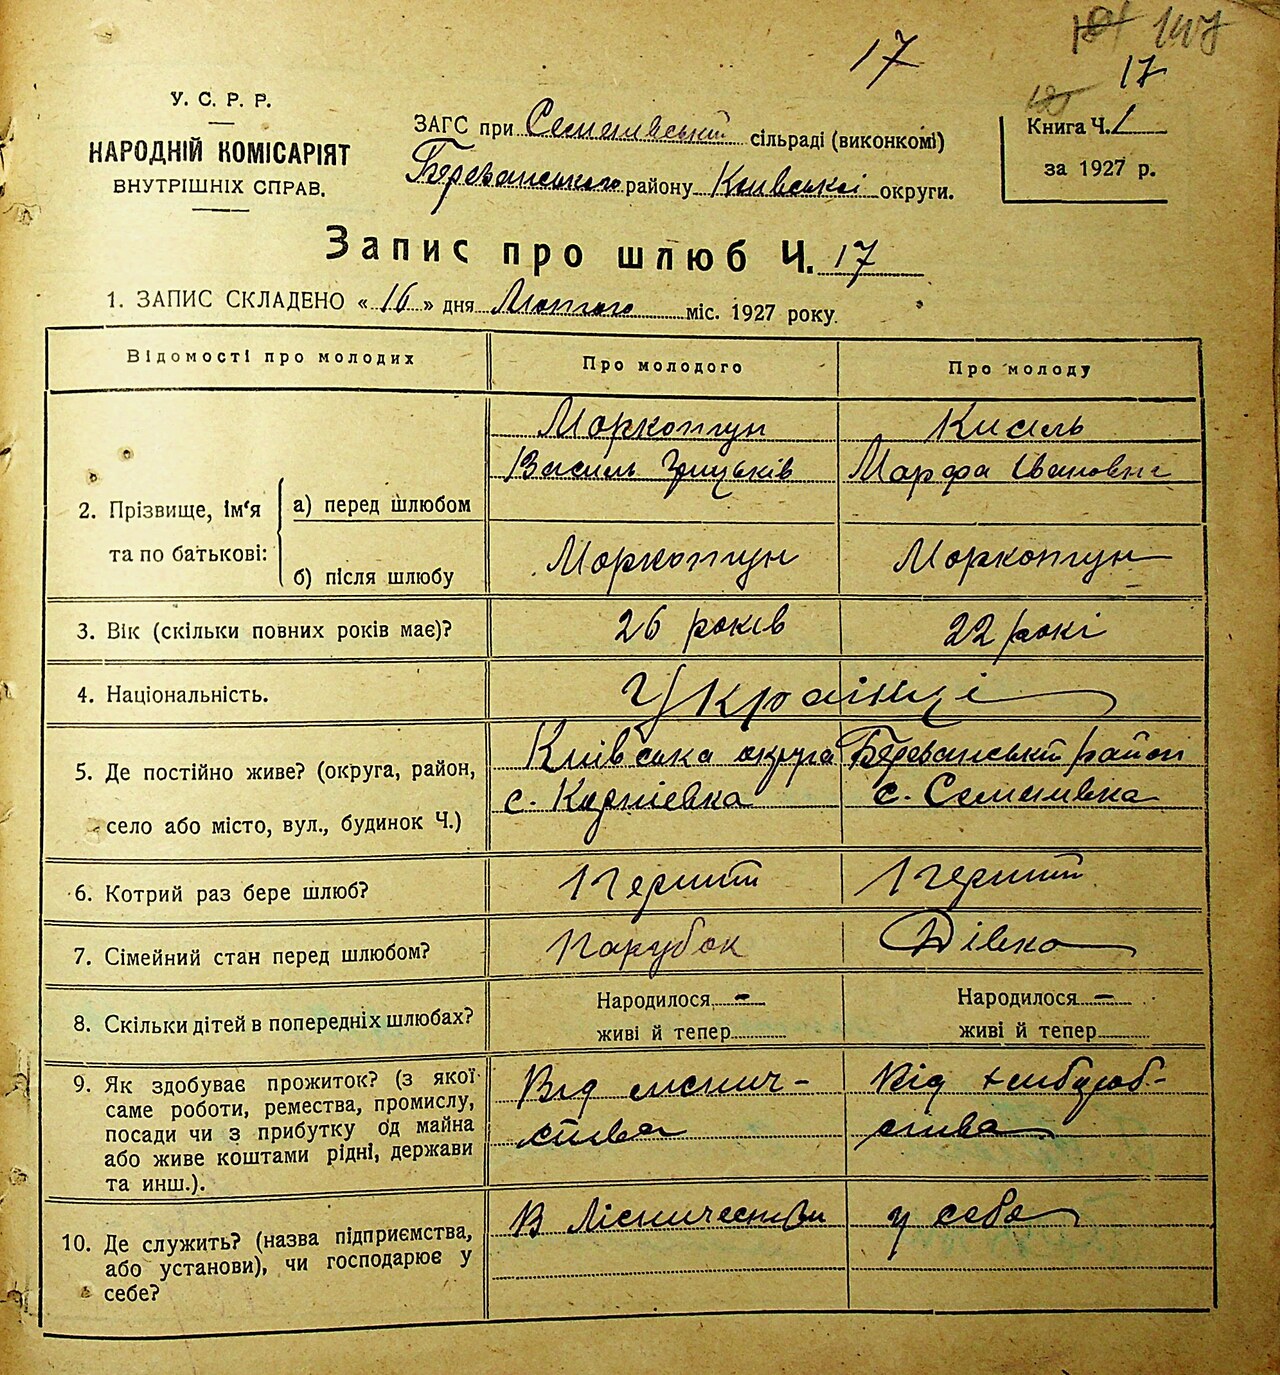 17
147
17
У. С. Р. Р.
НАРОДНІЙ КОМІСАРІЯТ
ВНУТРІШНІХ СПРАВ.
ЗАГС при Семенівській сільраді (виконкомі)
Березанського району Київської округи.
Книга Ч. 1
за 1927 р.
Запис про шлюб Ч. 17
1. ЗАПИС СКЛАДЕНО « 16 » дня Лютого міс. 1927 року.
Відомості про молодих
Про молодого
Про молоду
2. Прізвище, ім‘я
та по батькові:
а) перед шлюбом
Моркотун
Василь Грицьків
Кисіль
Марфа Івановна
б) після шлюбу
Моркотун
Моркотун
3. Вік (скільки повних років має)?
26 років
22 рокі
4. Національність.
Українці
5. Де постійно живе? (округа, район,
село або місто, вул., будинок Ч.)
Київська округа Березанський район
с. Семенівка
6. Котрий раз бере шлюб?
1 Перший
1 Перший
7. Сімейний стан перед шлюбом?
Парубок
Дівка
8. Скільки дітей в попередніх шлюбах?
Народилося –
живі й тепер
Народилося –
живі й тепер
9. Як здобуває прожиток? (з якої
саме роботи, ремества, промислу,
посади чи з прибутку од майна
або живе коштами рідні, держави
та инш.).
Від ліснич-
ства
Від хлібороб-
ства
10. Де служить? (назва підприємства,
або установи), чи господарює у
себе?
В Лісничестві
у себе